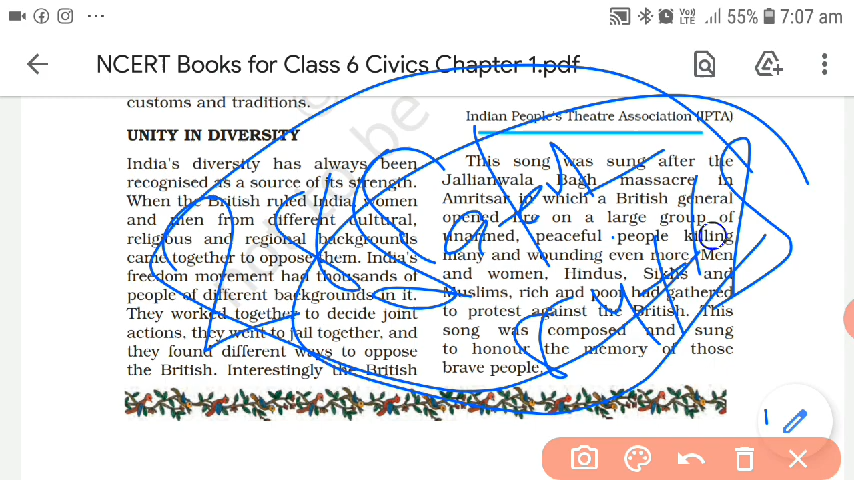 Vo) LTE 55% 7:07 am
NCERT Books for Class 6 Civics Chapter 1.pdf
customs and traditions.
UNITY IN DIVERSITY
India's diversity has always been
recognised as a source of its strength.
When the British ruled India, women
and men from different cultural,
religious and regional backgrounds
came together to oppose them. India's
freedom movement had thousands of
people of different backgrounds in it.
They worked together to decide joint
actions, they went to jail together, and
they found different ways to oppose
the British. Interestingly the British
Indian People's Theatre Association (IPTA)
This song was sung after the
Jallianwala Bagh massacre in
Amritsar in which a British general
opened fire on a large group of
unarmed, peaceful people killing
many and wounding even more. Men
and women, Hindus, Sikhs and
Muslims, rich and poor had gathered
to protest against the British. This
song was composed and sung
to honour the memory of those
brave people.